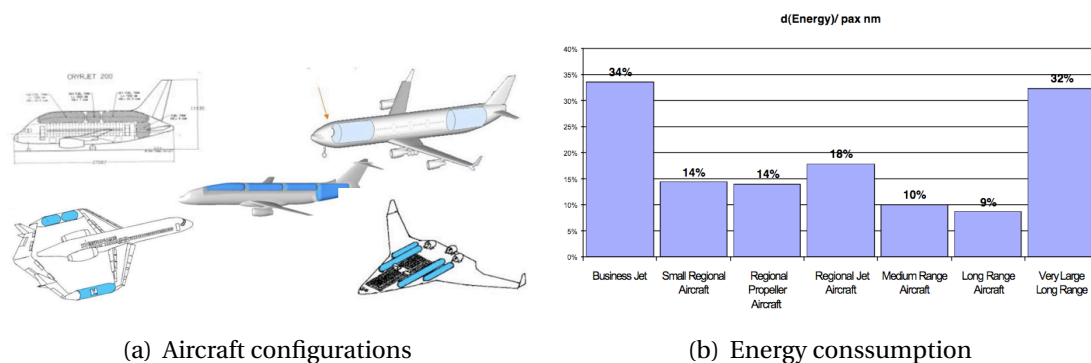 CRYRJET 200
d(Energy)/ pax nm
40%
35%
30%
25%
20%
15%
10%
5%
0%
34%
14%
14%
18%
10%
9%
32%
Business Jet
Small Regional
Aircraft
Regional
Propeller
Aircraft
Regional Jet
Aircraft
Medium Range
Aircraft
Long Range
Aircraft
Very Large
Long Range
(a) Aircraft configurations
(b) Energy conssumption